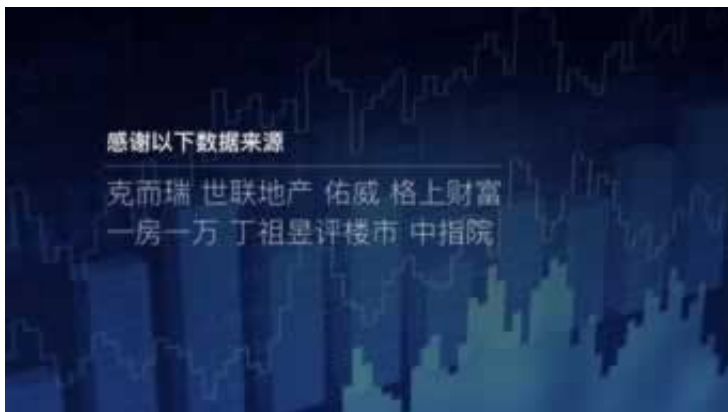 感谢以下数据来源
克而瑞 世联地产 佑威 格上财富
一房一万 丁祖昱评楼市 中指院